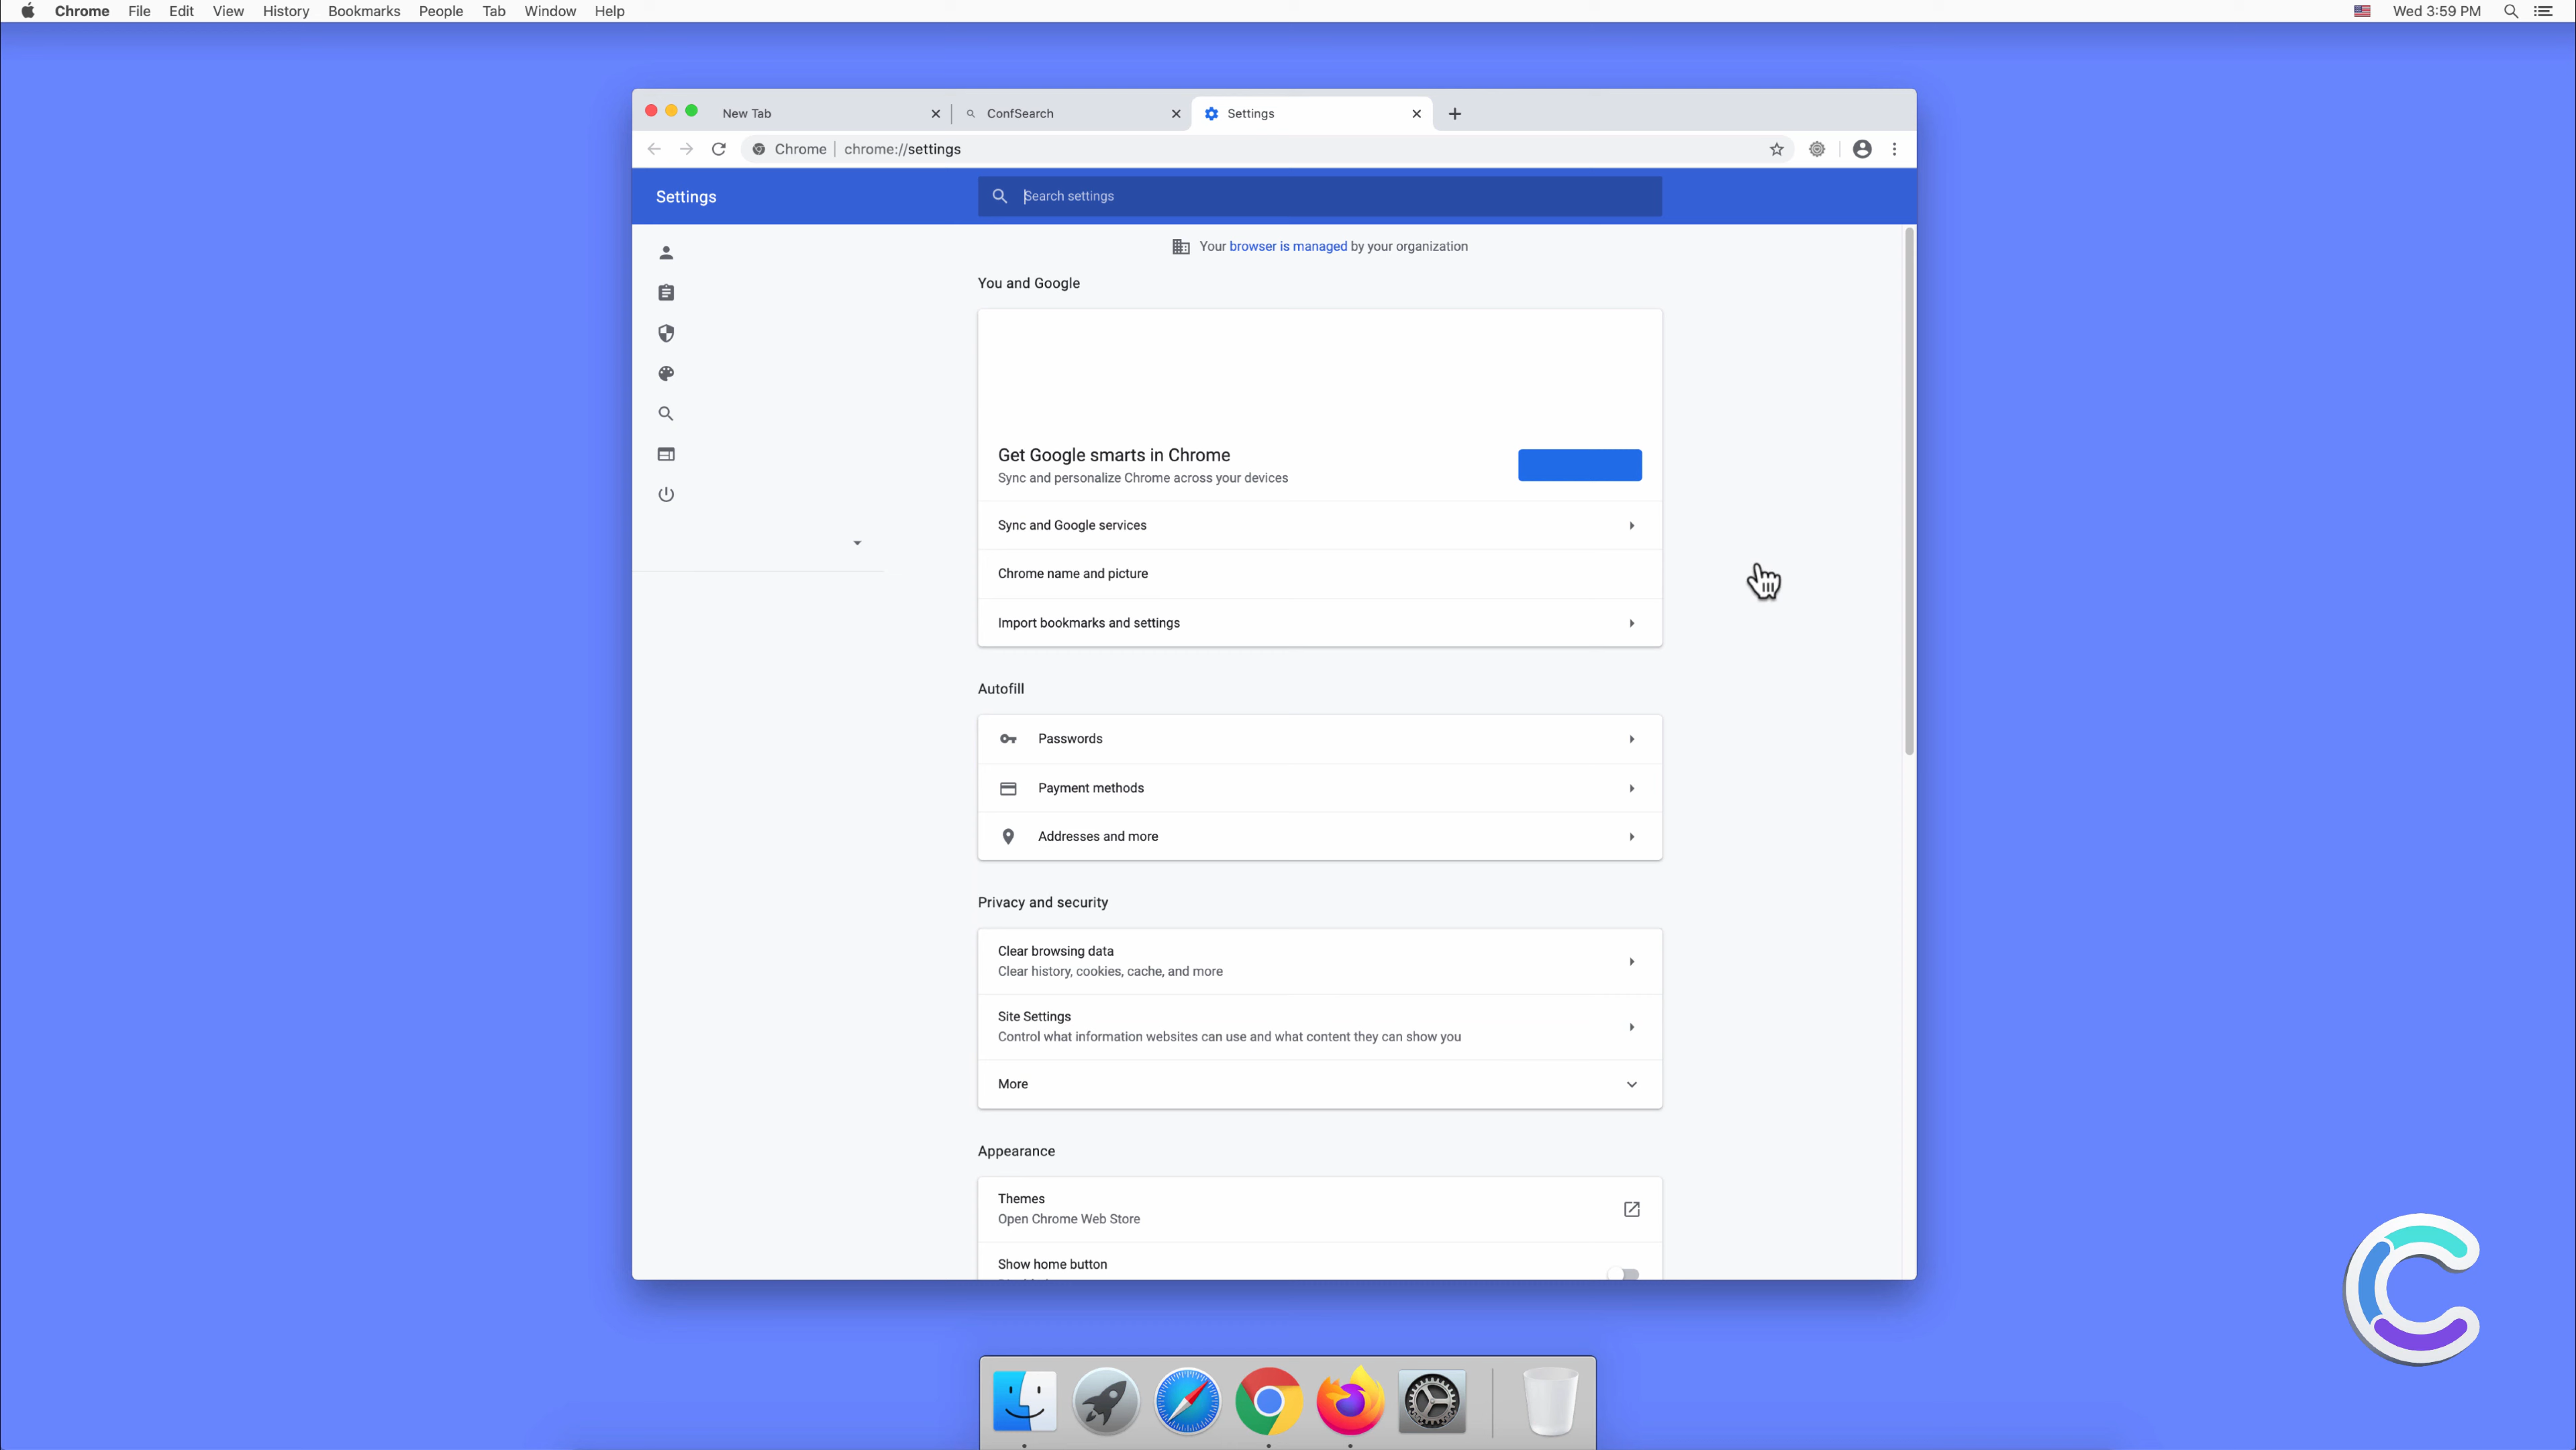 Chrome File Edit View History Bookmarks People Tab Window Help Wed 3:59 PM
New Tab ConfSearch Settings
Chrome chrome://settings
Settings Search settings
Your browser is managed by your organization
You and Google
Get Google smarts in Chrome
Sync and personalize Chrome across your devices
Sync and Google services
Chrome name and picture
Import bookmarks and settings
Autofill
Passwords
Payment methods
Addresses and more
Privacy and security
Clear browsing data
Clear history, cookies, cache, and more
Site Settings
Control what information websites can use and what content they can show you
More
Appearance
Themes
Open Chrome Web Store
Show home button